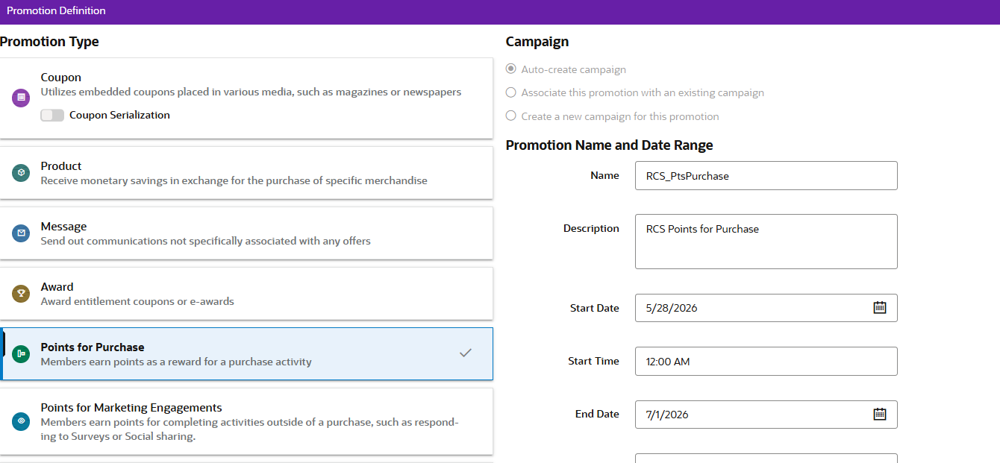 Promotion Definition
Promotion Type
Coupon
Utilizes embedded coupons placed in various media, such as magazines or newspapers
Coupon Serialization
Product
Receive monetary savings in exchange for the purchase of specific merchandise
Message
Send out communications not specifically associated with any offers
Award
Award entitlement coupons or e-awards
Points for Purchase
Members earn points as a reward for a purchase activity
Points for Marketing Engagements
Members earn points for completing activities outside of a purchase, such as respond-
ing to Surveys or Social sharing.
Campaign
Auto-create campaign
Associate this promotion with an existing campaign
Create a new campaign for this promotion
Promotion Name and Date Range
Name RCS_PtsPurchase
Description RCS Points for Purchase
Start Date 5/28/2026
Start Time 12:00 AM
End Date 7/1/2026